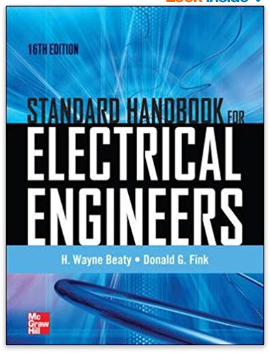 16TH EDITION
STANDARD HANDBOOK FOR
ELECTRICAL
ENGINEERS
H. Wayne Beaty • Donald G. Fink
Mc
Graw
Hill